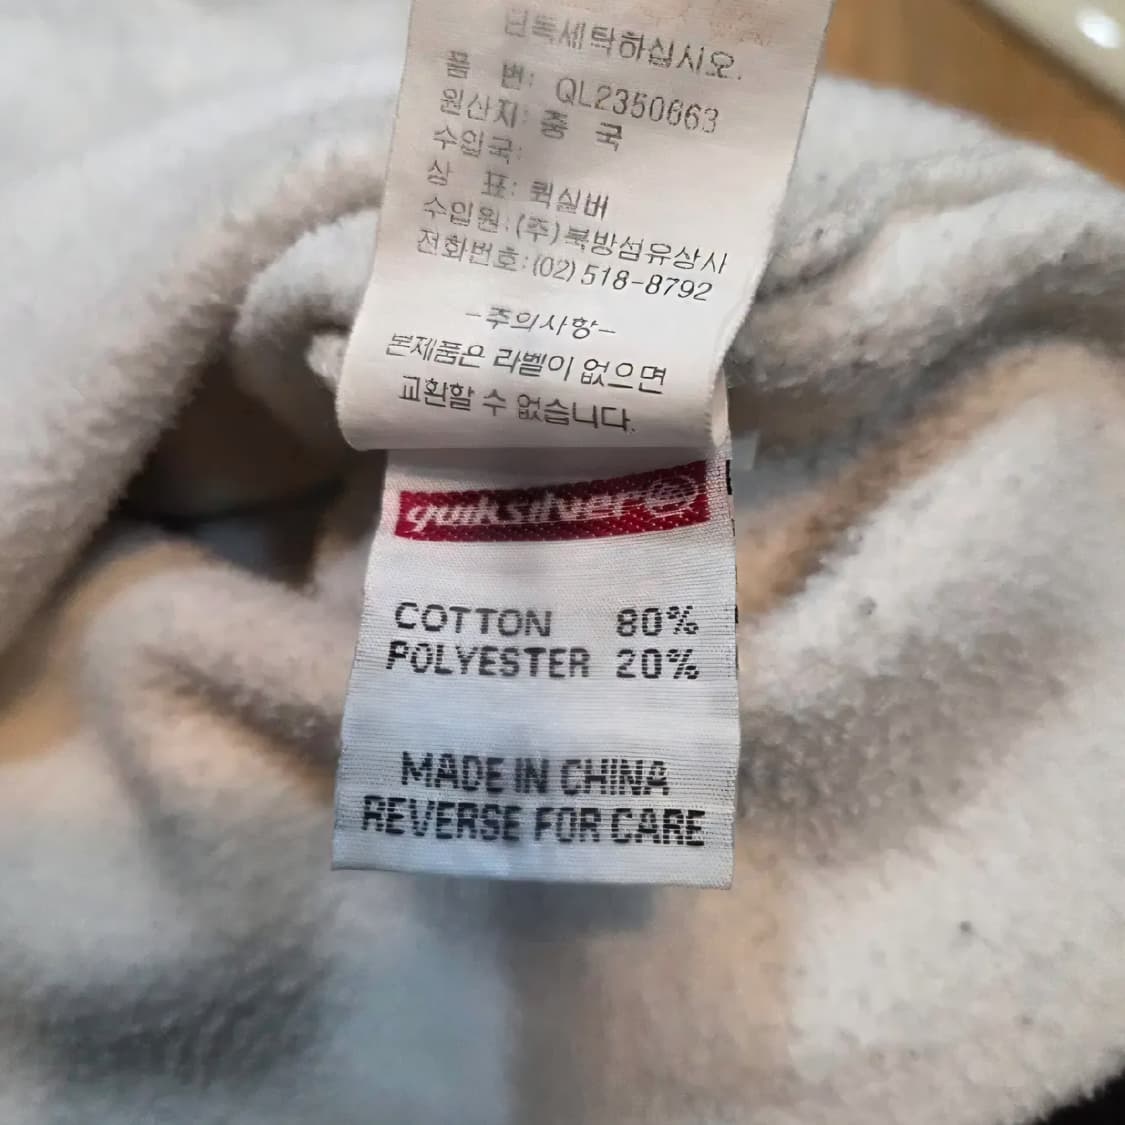 단독세탁하십시오.
품 번: QL2350663
원산지: 중 국
수입국:
상 표: 퀵실버
수입원:(주)북방섬유상사
전화번호:(02)518-8792
-주의사항-
본제품은 라벨이 없으면
교환할 수 없습니다.
quiksilver
COTTON 80%
POLYESTER 20%
MADE IN CHINA
REVERSE FOR CARE